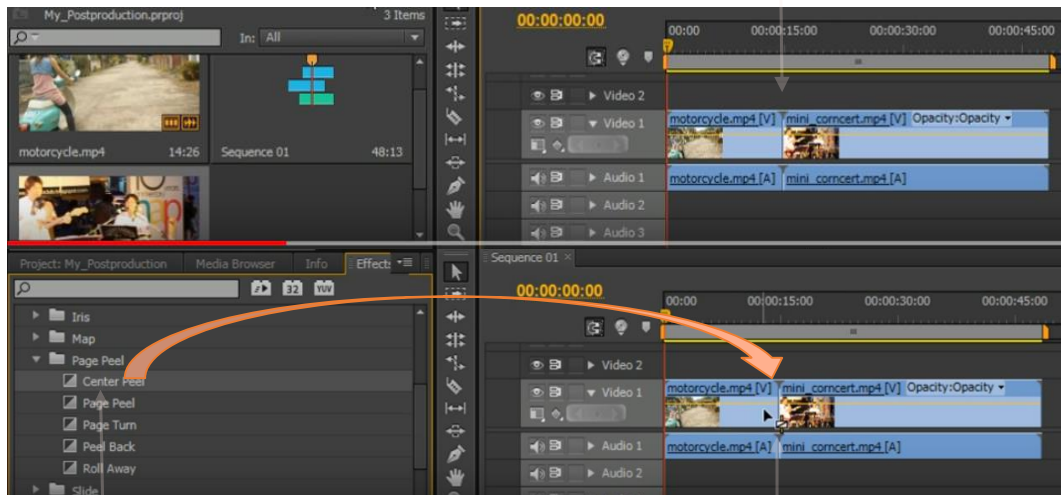 My_Postproduction.prproj
3 Items
In: All
motorcycle.mp4 14:26
Sequence 01 48:13
00:00:00:00
00:00 00:00:15:00 00:00:30:00 00:00:45:00
Video 2
Video 1
motorcycle.mp4 [V] mini_corncert.mp4 [V] Opacity:Opacity
Audio 1
motorcycle.mp4 [A] mini_corncert.mp4 [A]
Audio 2
Audio 3
Project: My_Postproduction Media Browser Info Effects
32 YUV
Iris
Map
Page Peel
Center Peel
Page Peel
Page Turn
Peel Back
Roll Away
Slide
Sequence 01
00:00:00:00
00:00 00:00:15:00 00:00:30:00 00:00:45:00
Video 2
Video 1
motorcycle.mp4 [V] mini_corncert.mp4 [V] Opacity:Opacity
Audio 1
motorcycle.mp4 [A] mini_corncert.mp4 [A]
Audio 2